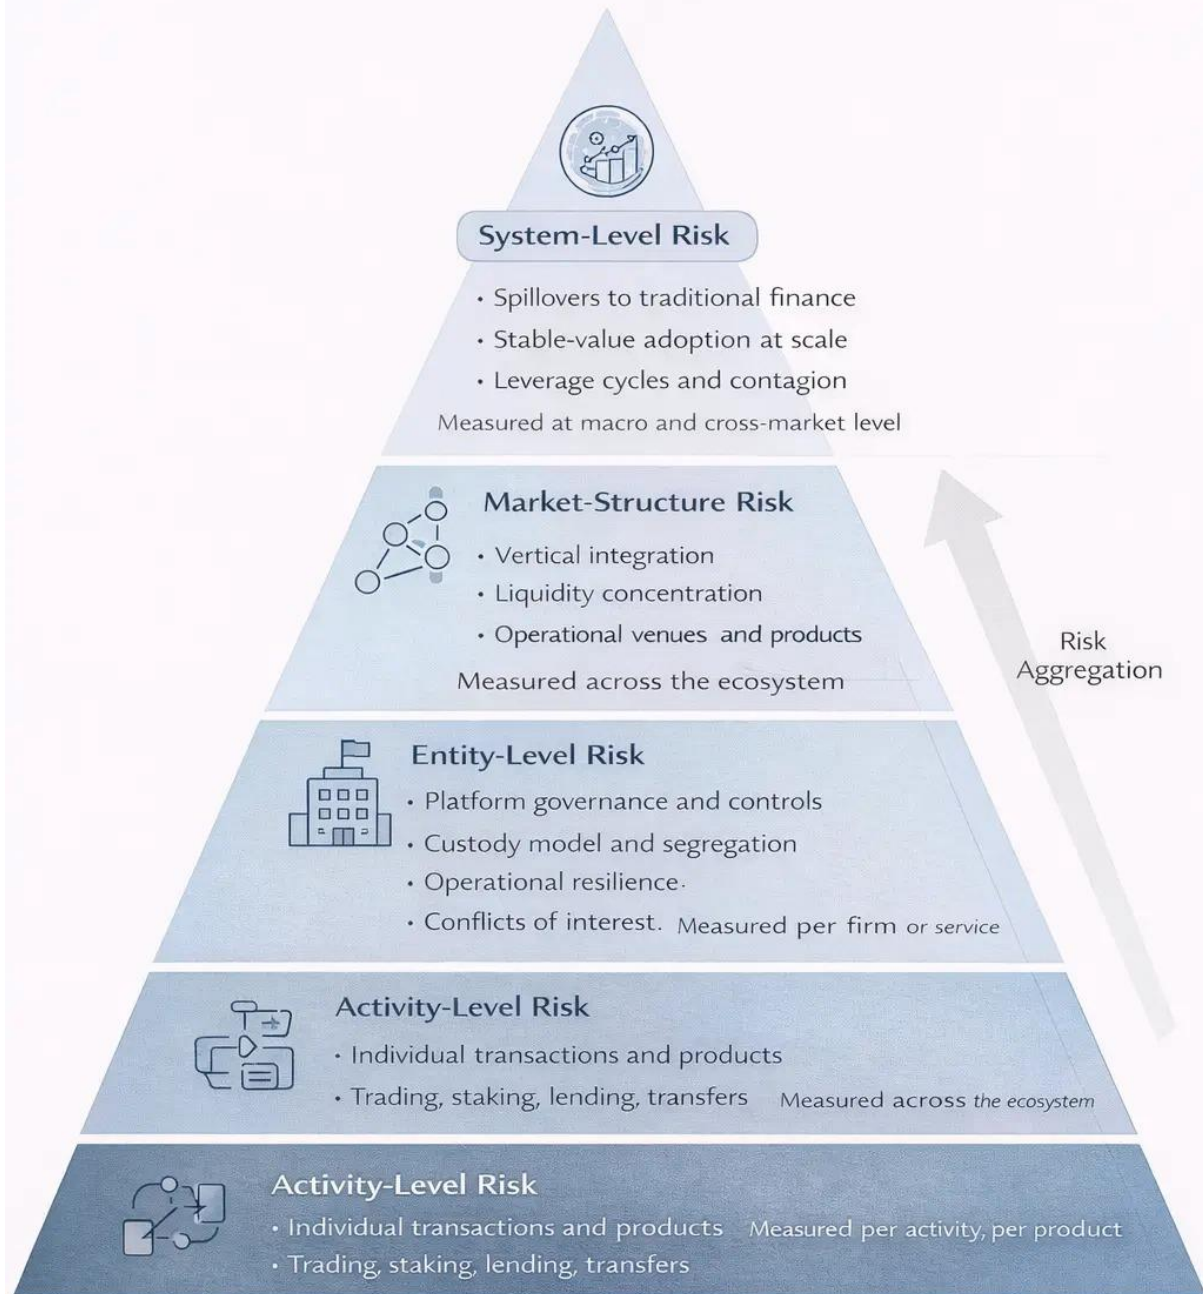 System-Level Risk
• Spillovers to traditional finance
• Stable-value adoption at scale
• Leverage cycles and contagion
Measured at macro and cross-market level
Market-Structure Risk
• Vertical integration
• Liquidity concentration
• Operational venues and products
Measured across the ecosystem
Risk
Aggregation
Entity-Level Risk
• Platform governance and controls
• Custody model and segregation
• Operational resilience.
• Conflicts of interest. Measured per firm or service
Activity-Level Risk
• Individual transactions and products
• Trading, staking, lending, transfers Measured across the ecosystem
Activity-Level Risk
• Individual transactions and products Measured per activity, per product
• Trading, staking, lending, transfers